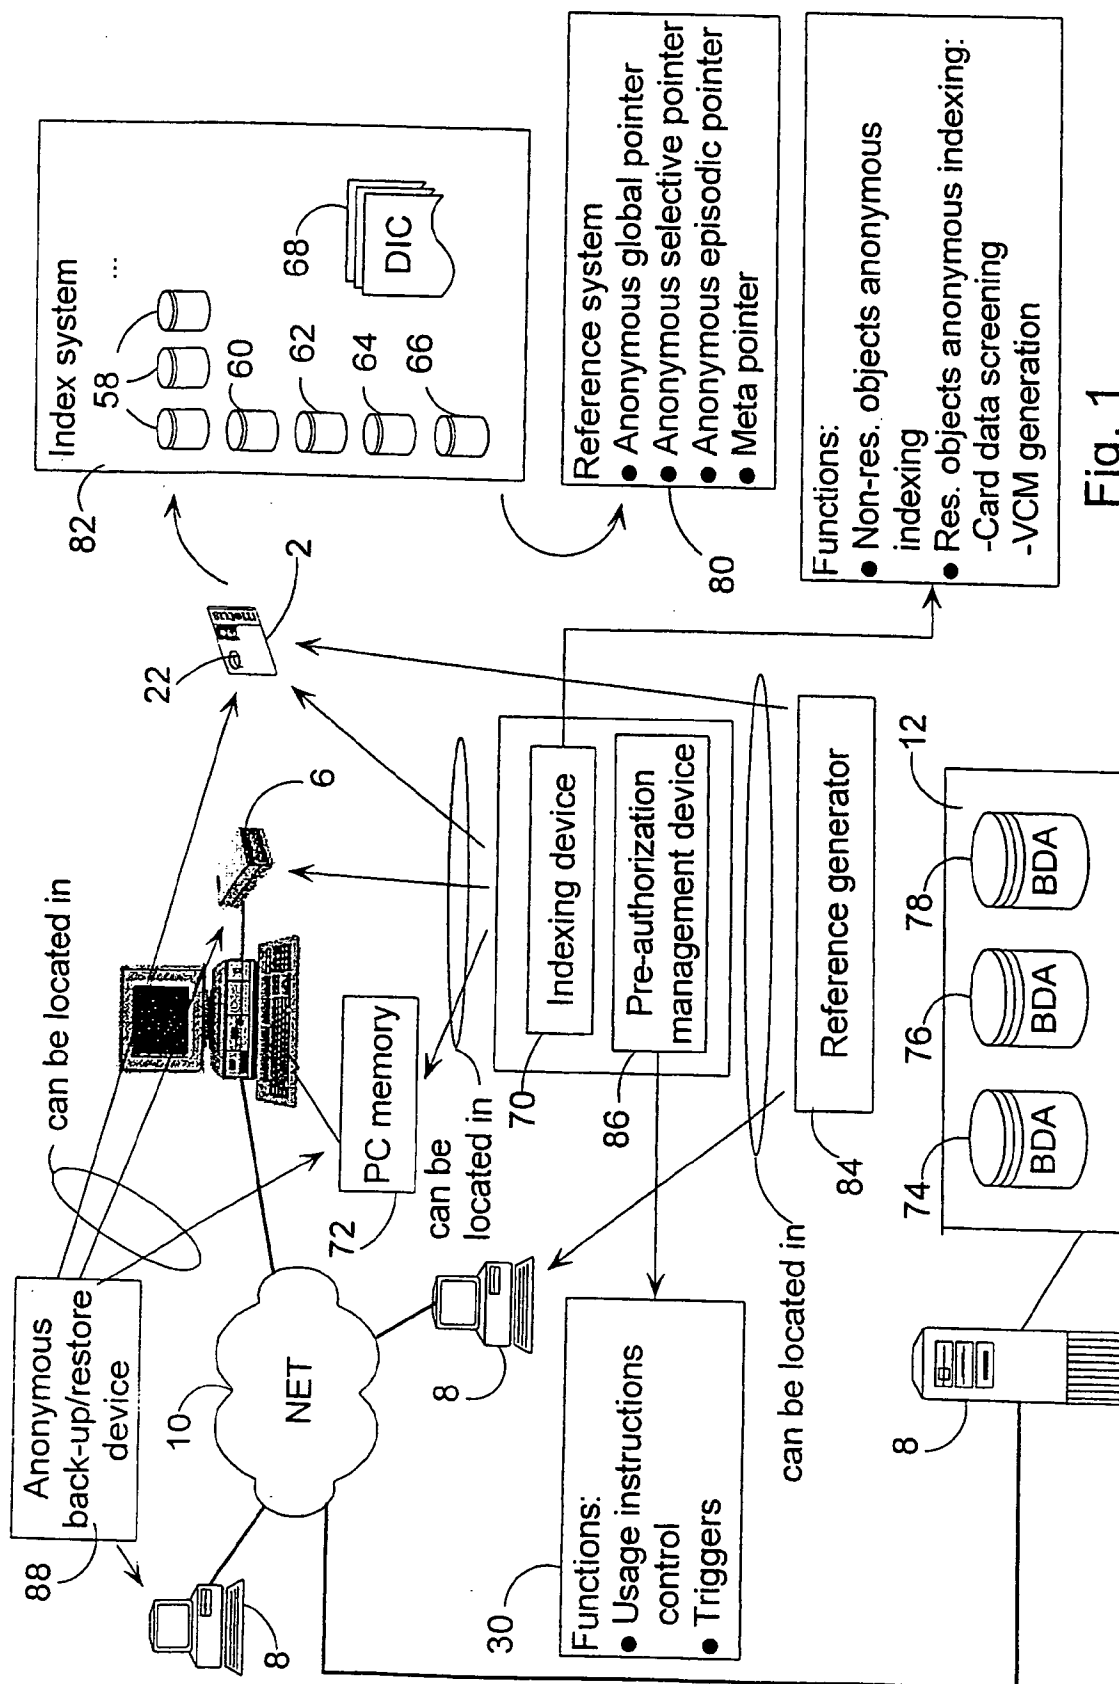 Anonymous
back-up/restore
device
88
8
can be located in
10
NET
8
6
PC memory
72
can be
located in
22
2
Index system
82
58
...
60
62
64
66
68
DIC
Reference system
● Anonymous global pointer
● Anonymous selective pointer
● Anonymous episodic pointer
● Meta pointer
80
Indexing device
70
Pre-authorization
management device
86
Functions:
● Usage instructions
control
● Triggers
30
Functions:
● Non-res. objects anonymous
indexing
● Res. objects anonymous indexing:
-Card data screening
-VCM generation
can be located in
Reference generator
84
8
12
74
BDA
76
BDA
78
BDA
Fig. 1